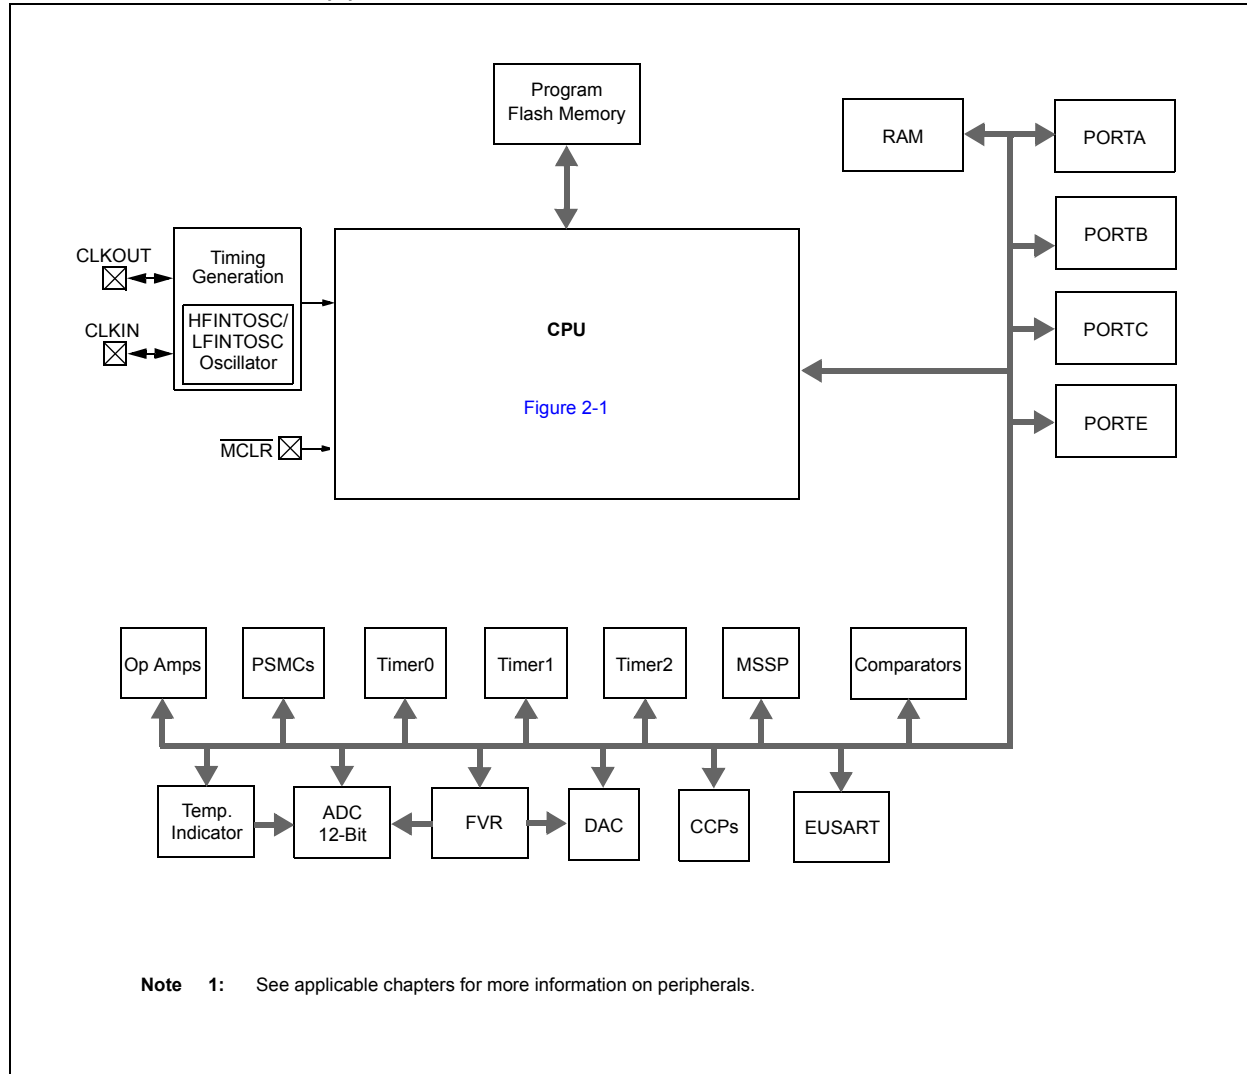 Program
Flash Memory
RAM
PORTA
PORTB
PORTC
PORTE
CLKOUT
CLKIN
Timing
Generation
HFINTOSC/
LFINTOSC
Oscillator
MCLR
CPU
Figure 2-1
Op Amps
PSMCs
Timer0
Timer1
Timer2
MSSP
Comparators
Temp.
Indicator
ADC
12-Bit
FVR
DAC
CCPs
EUSART
Note 1: See applicable chapters for more information on peripherals.